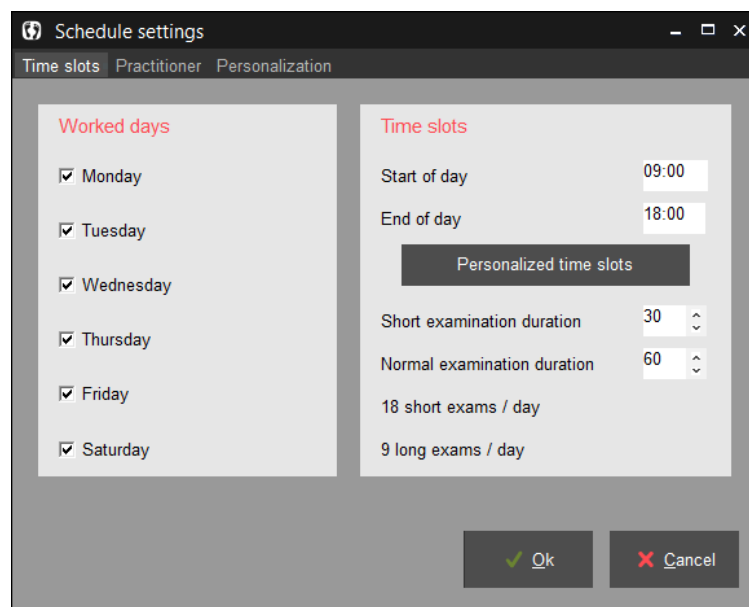 Schedule settings
Time slots Practitioner Personalization
Worked days
Monday
Tuesday
Wednesday
Thursday
Friday
Saturday
Time slots
Start of day 09:00
End of day 18:00
Personalized time slots
Short examination duration 30
Normal examination duration 60
18 short exams / day
9 long exams / day
Ok
Cancel